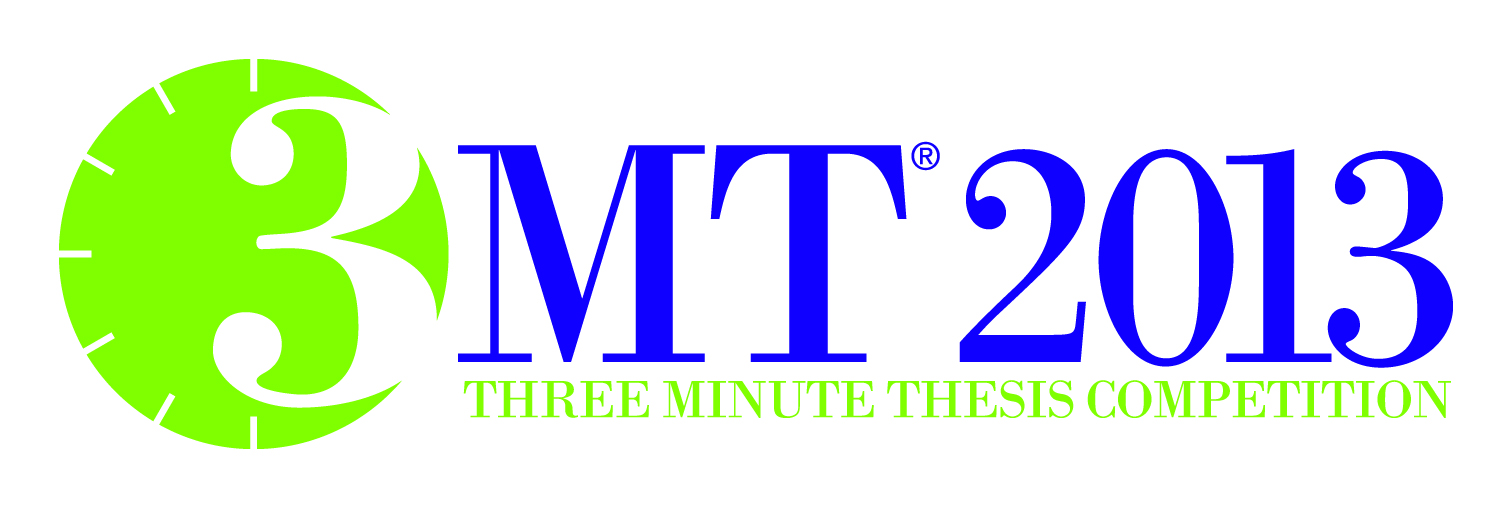 3MT® 2013
THREE MINUTE THESIS COMPETITION